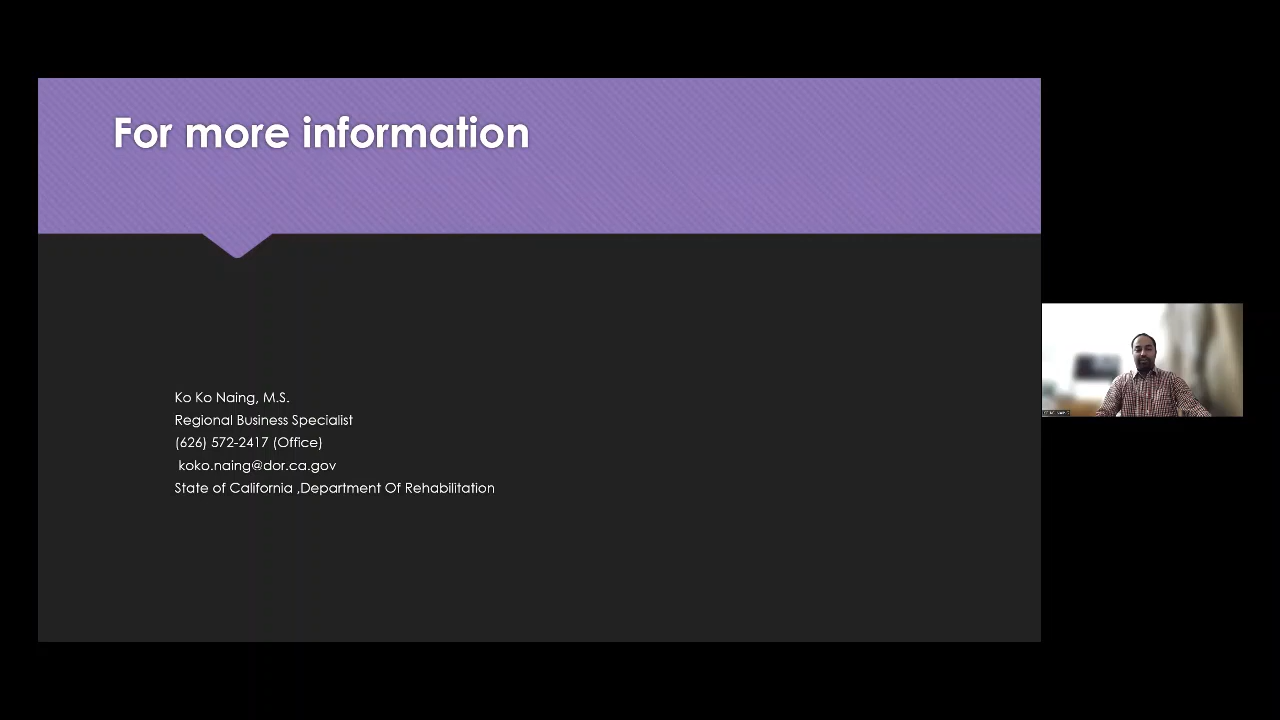 For more information
Ko Ko Naing, M.S.
Regional Business Specialist
(626) 572-2417 (Office)
koko.naing@dor.ca.gov
State of California ,Department Of Rehabilitation